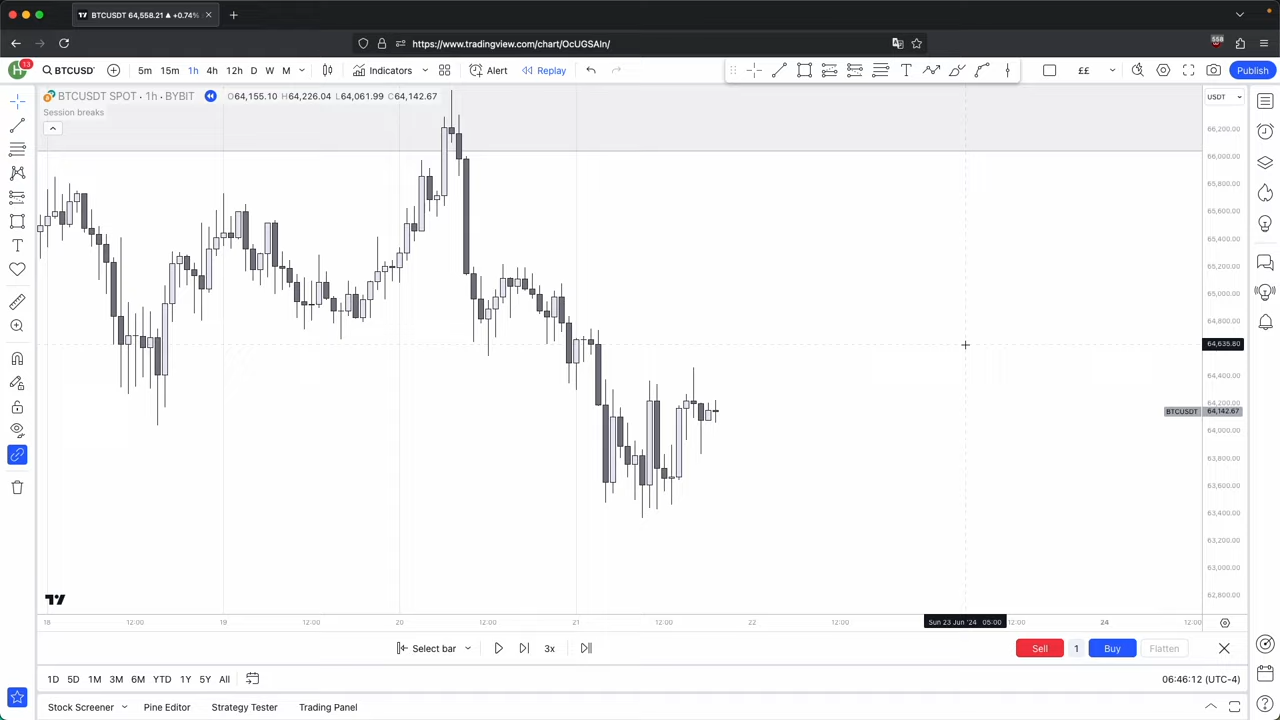 BTCUSDT 64,558.21 ▲ +0.74%
https://www.tradingview.com/chart/OcUGSAIn/
558
13
BTCUSD
5m 15m 1h 4h 12h D W M
Indicators
Alert
Replay
££
Publish
BTCUSDT SPOT · 1h · BYBIT
O64,155.10 H64,226.04 L64,061.99 C64,142.67
Session breaks
USDT
66,200.00
66,000.00
65,800.00
65,600.00
65,400.00
65,200.00
65,000.00
64,800.00
64,635.80
64,400.00
64,200.00
BTCUSDT 64,142.67
64,000.00
63,800.00
63,600.00
63,400.00
63,200.00
63,000.00
62,800.00
18 12:00 19 12:00 20 12:00 21 12:00 22 12:00 Sun 23 Jun '24 05:00 12:00 24 12:00
Select bar
3x
Sell 1 Buy Flatten
1D 5D 1M 3M 6M YTD 1Y 5Y All
06:46:12 (UTC-4)
Stock Screener Pine Editor Strategy Tester Trading Panel